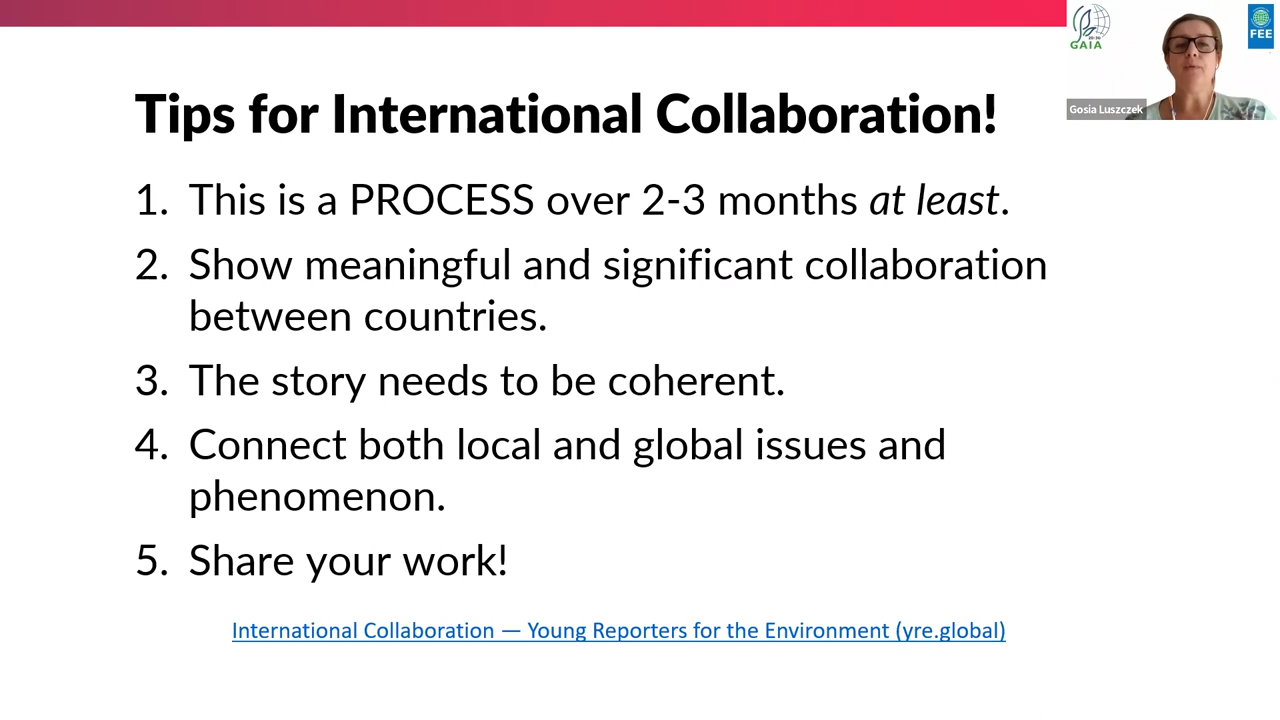 GAIA
FEE
Gosia Luszczek
Tips for International Collaboration!
1. This is a PROCESS over 2-3 months at least.
2. Show meaningful and significant collaboration
between countries.
3. The story needs to be coherent.
4. Connect both local and global issues and
phenomenon.
5. Share your work!
International Collaboration — Young Reporters for the Environment (yre.global)